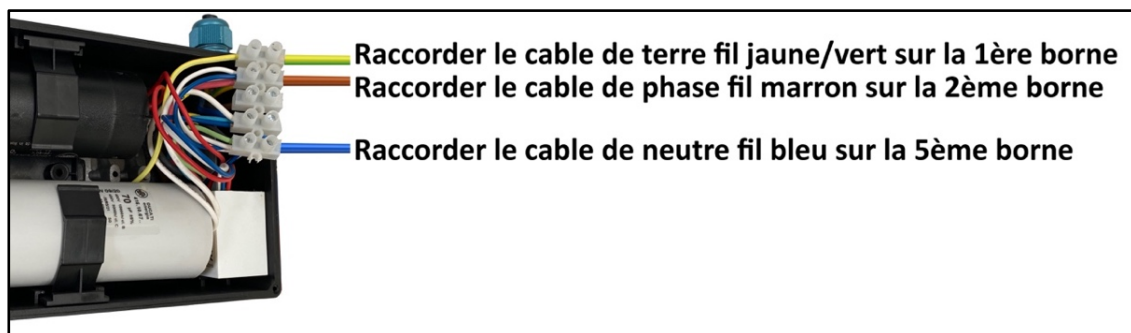 Raccorder le cable de terre fil jaune/vert sur la 1ère borne
Raccorder le cable de phase fil marron sur la 2ème borne
Raccorder le cable de neutre fil bleu sur la 5ème borne
70